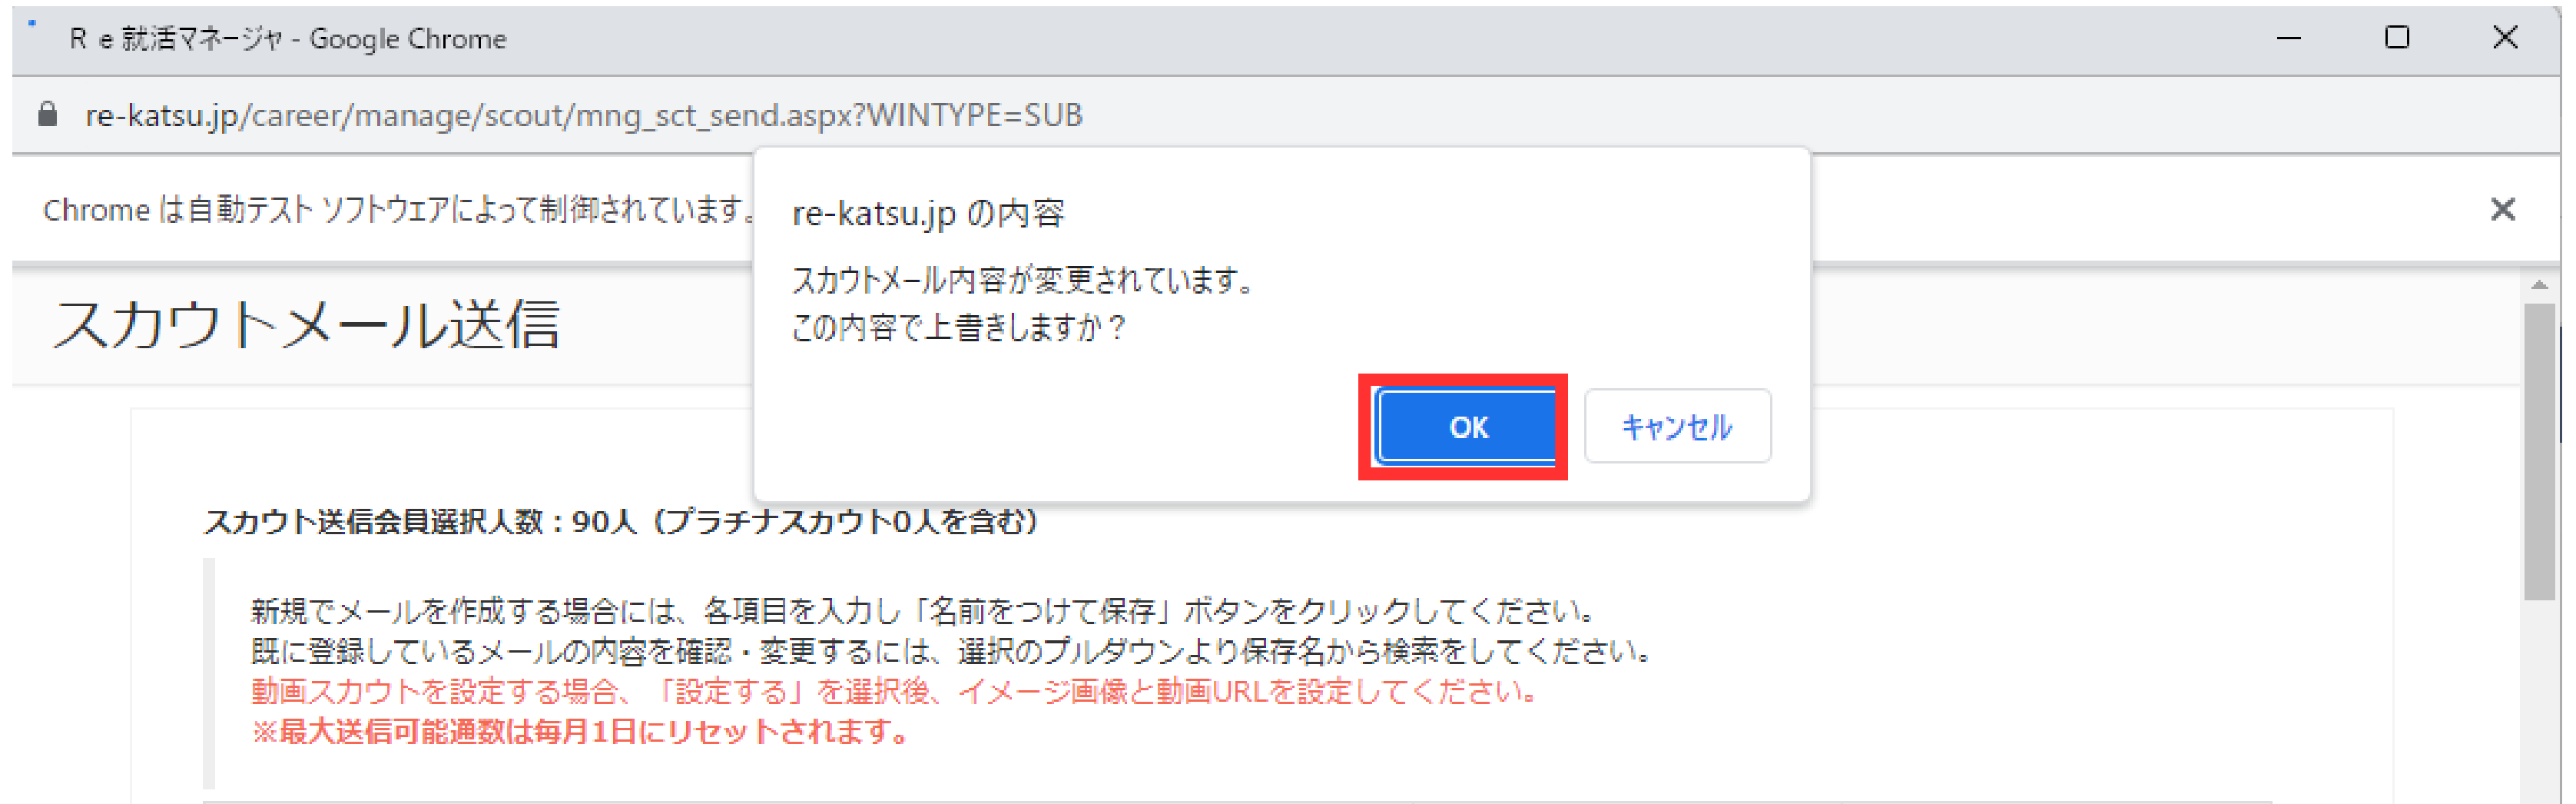 Ｒｅ就活マネージャ - Google Chrome
re-katsu.jp/career/manage/scout/mng_sct_send.aspx?WINTYPE=SUB
Chrome は自動テスト ソフトウェアによって制御されています。
re-katsu.jp の内容
スカウトメール内容が変更されています。
この内容で上書きしますか？
OK
キャンセル
スカウトメール送信
スカウト送信会員選択人数：90人（プラチナスカウト0人を含む）
新規でメールを作成する場合には、各項目を入力し「名前をつけて保存」ボタンをクリックしてください。
既に登録しているメールの内容を確認・変更するには、選択のプルダウンより保存名から検索をしてください。
動画スカウトを設定する場合、「設定する」を選択後、イメージ画像と動画URLを設定してください。
※最大送信可能通数は毎月1日にリセットされます。